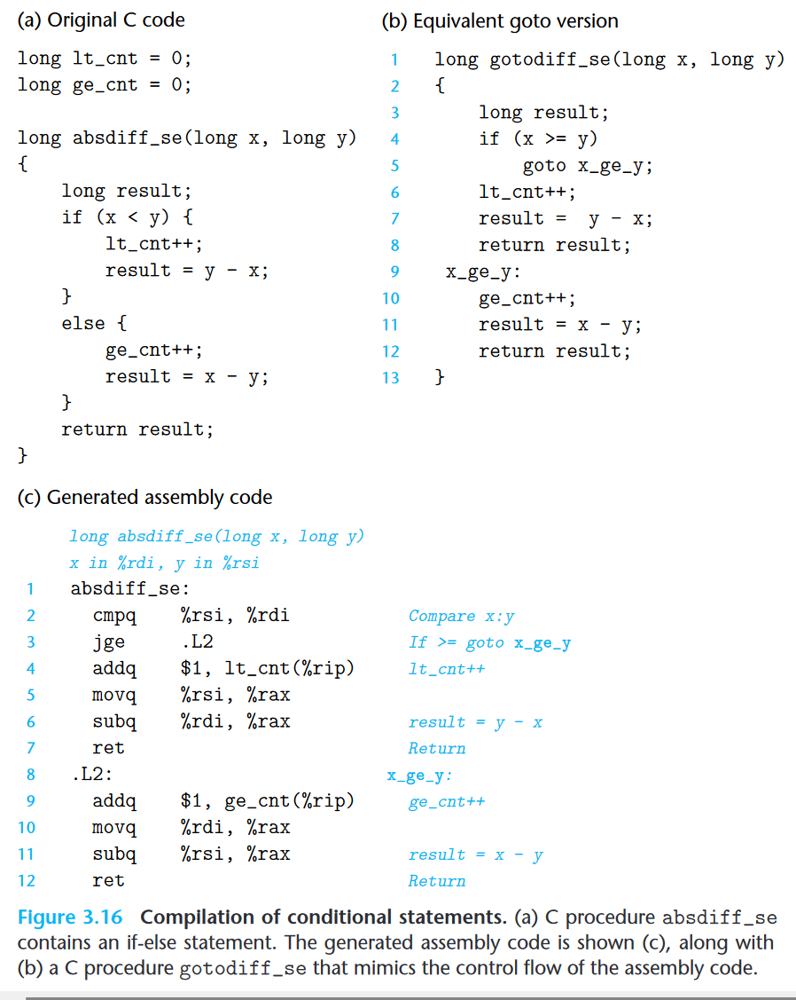 (a) Original C code
long lt_cnt = 0;
long ge_cnt = 0;
long absdiff_se(long x, long y)
{
long result;
if (x < y) {
lt_cnt++;
result = y - x;
}
else {
ge_cnt++;
result = x - y;
}
return result;
}
(b) Equivalent goto version
1 long gotodiff_se(long x, long y)
2 {
3 long result;
4 if (x >= y)
5 goto x_ge_y;
6 lt_cnt++;
7 result = y - x;
8 return result;
9 x_ge_y:
10 ge_cnt++;
11 result = x - y;
12 return result;
13 }
(c) Generated assembly code
long absdiff_se(long x, long y)
x in %rdi, y in %rsi
1 absdiff_se:
2 cmpq %rsi, %rdi Compare x:y
3 jge .L2 If >= goto x_ge_y
4 addq $1, lt_cnt(%rip) lt_cnt++
5 movq %rsi, %rax
6 subq %rdi, %rax result = y - x
7 ret Return
8 .L2: x_ge_y:
9 addq $1, ge_cnt(%rip) ge_cnt++
10 movq %rdi, %rax
11 subq %rsi, %rax result = x - y
12 ret Return
Figure 3.16 Compilation of conditional statements. (a) C procedure absdiff_se
contains an if-else statement. The generated assembly code is shown (c), along with
(b) a C procedure gotodiff_se that mimics the control flow of the assembly code.